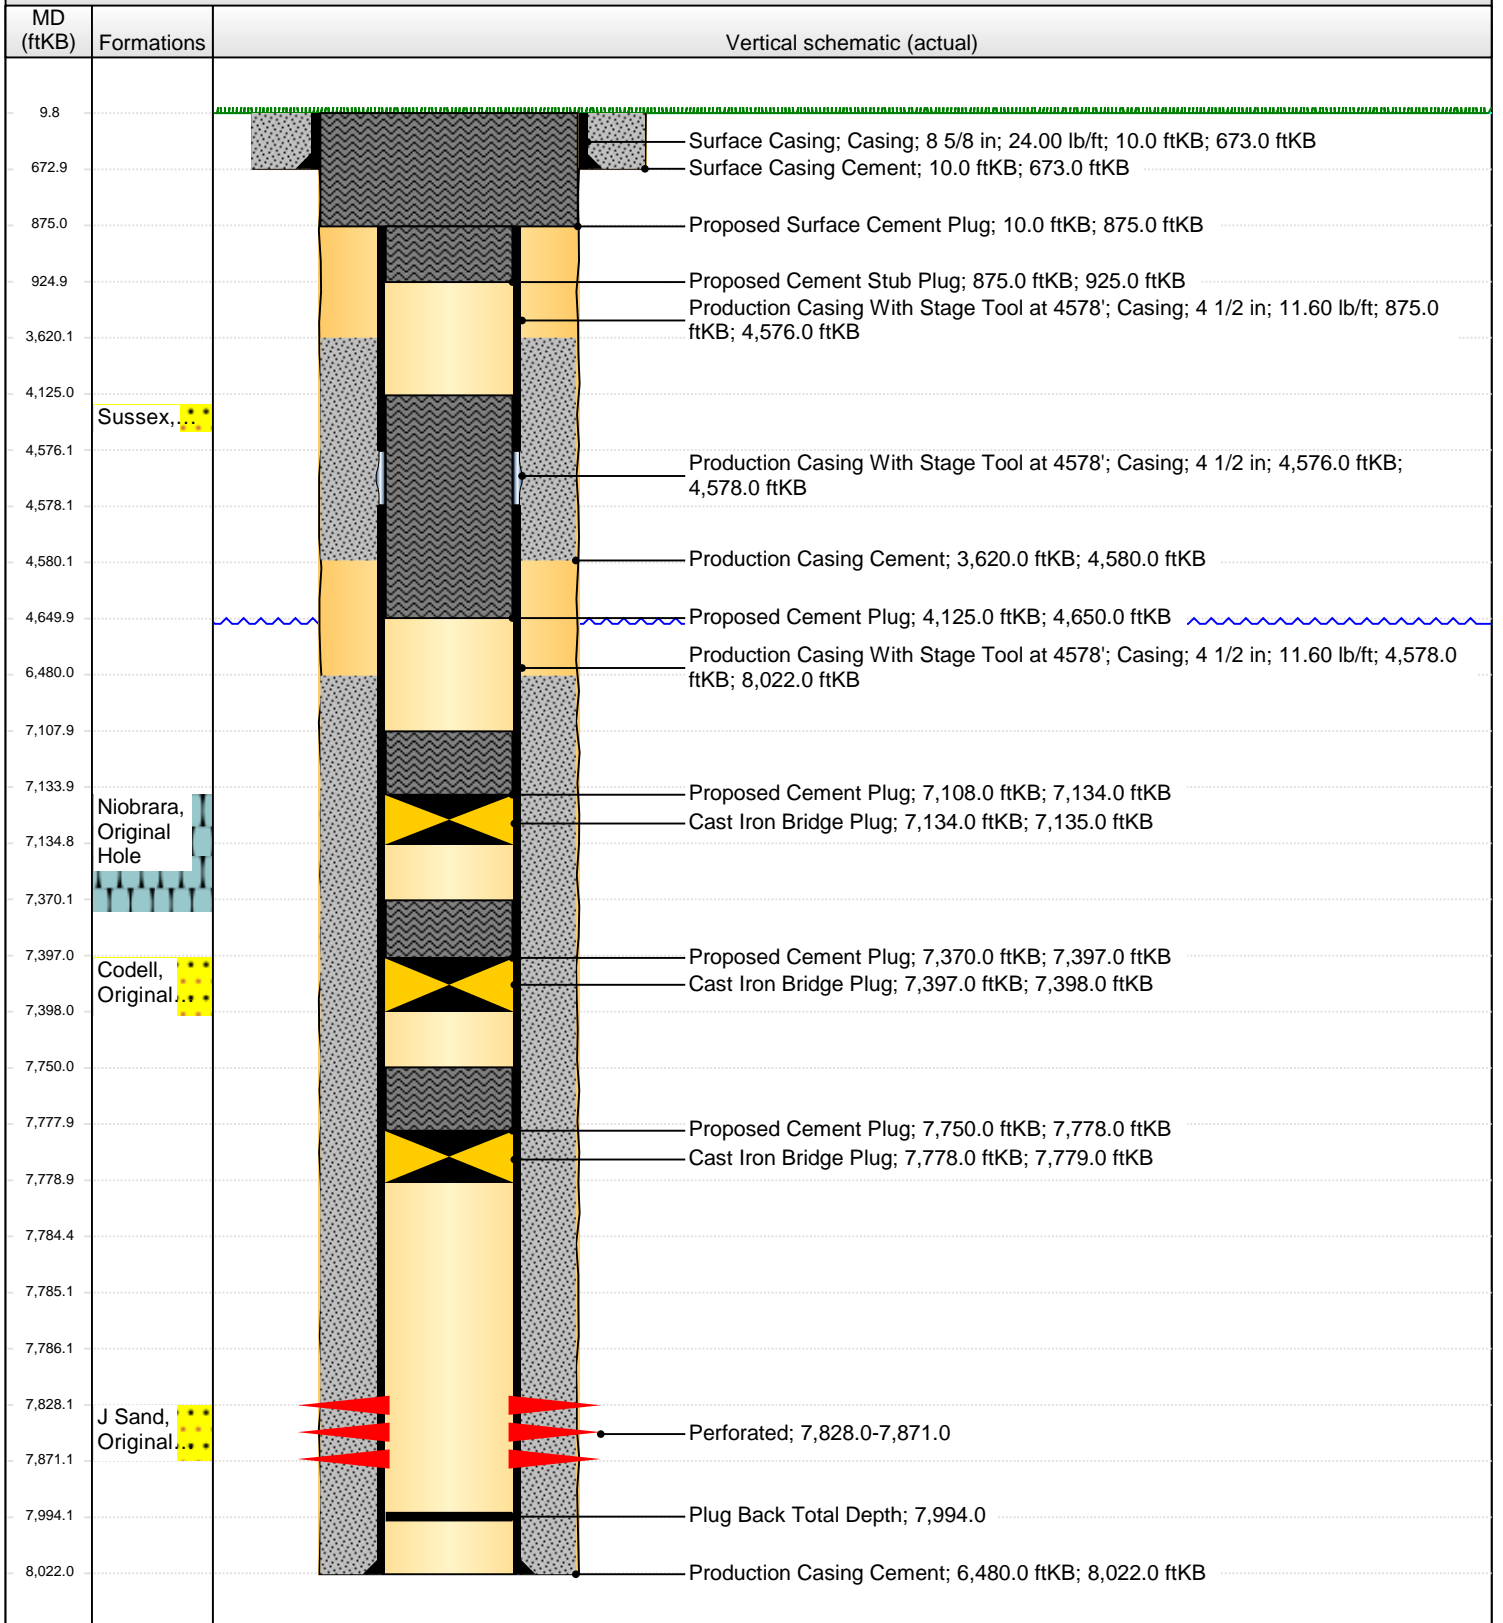 MD
(ftKB)
Formations
Vertical schematic (actual)
9.8
Surface Casing; Casing; 8 5/8 in; 24.00 lb/ft; 10.0 ftKB; 673.0 ftKB
672.9
Surface Casing Cement; 10.0 ftKB; 673.0 ftKB
875.0
Proposed Surface Cement Plug; 10.0 ftKB; 875.0 ftKB
924.9
Proposed Cement Stub Plug; 875.0 ftKB; 925.0 ftKB
Production Casing With Stage Tool at 4578'; Casing; 4 1/2 in; 11.60 lb/ft; 875.0
ftKB; 4,576.0 ftKB
3,620.1
4,125.0
Sussex,...
4,576.1
Production Casing With Stage Tool at 4578'; Casing; 4 1/2 in; 4,576.0 ftKB;
4,578.0 ftKB
4,578.1
4,580.1
Production Casing Cement; 3,620.0 ftKB; 4,580.0 ftKB
4,649.9
Proposed Cement Plug; 4,125.0 ftKB; 4,650.0 ftKB
Production Casing With Stage Tool at 4578'; Casing; 4 1/2 in; 11.60 lb/ft; 4,578.0
ftKB; 8,022.0 ftKB
6,480.0
7,107.9
7,133.9
Proposed Cement Plug; 7,108.0 ftKB; 7,134.0 ftKB
Niobrara,
Original
Hole
Cast Iron Bridge Plug; 7,134.0 ftKB; 7,135.0 ftKB
7,134.8
7,370.1
7,397.0
Proposed Cement Plug; 7,370.0 ftKB; 7,397.0 ftKB
Codell,
Original...
Cast Iron Bridge Plug; 7,397.0 ftKB; 7,398.0 ftKB
7,398.0
7,750.0
7,777.9
Proposed Cement Plug; 7,750.0 ftKB; 7,778.0 ftKB
Cast Iron Bridge Plug; 7,778.0 ftKB; 7,779.0 ftKB
7,778.9
7,784.4
7,785.1
7,786.1
7,828.1
J Sand,
Original...
Perforated; 7,828.0-7,871.0
7,871.1
7,994.1
Plug Back Total Depth; 7,994.0
8,022.0
Production Casing Cement; 6,480.0 ftKB; 8,022.0 ftKB